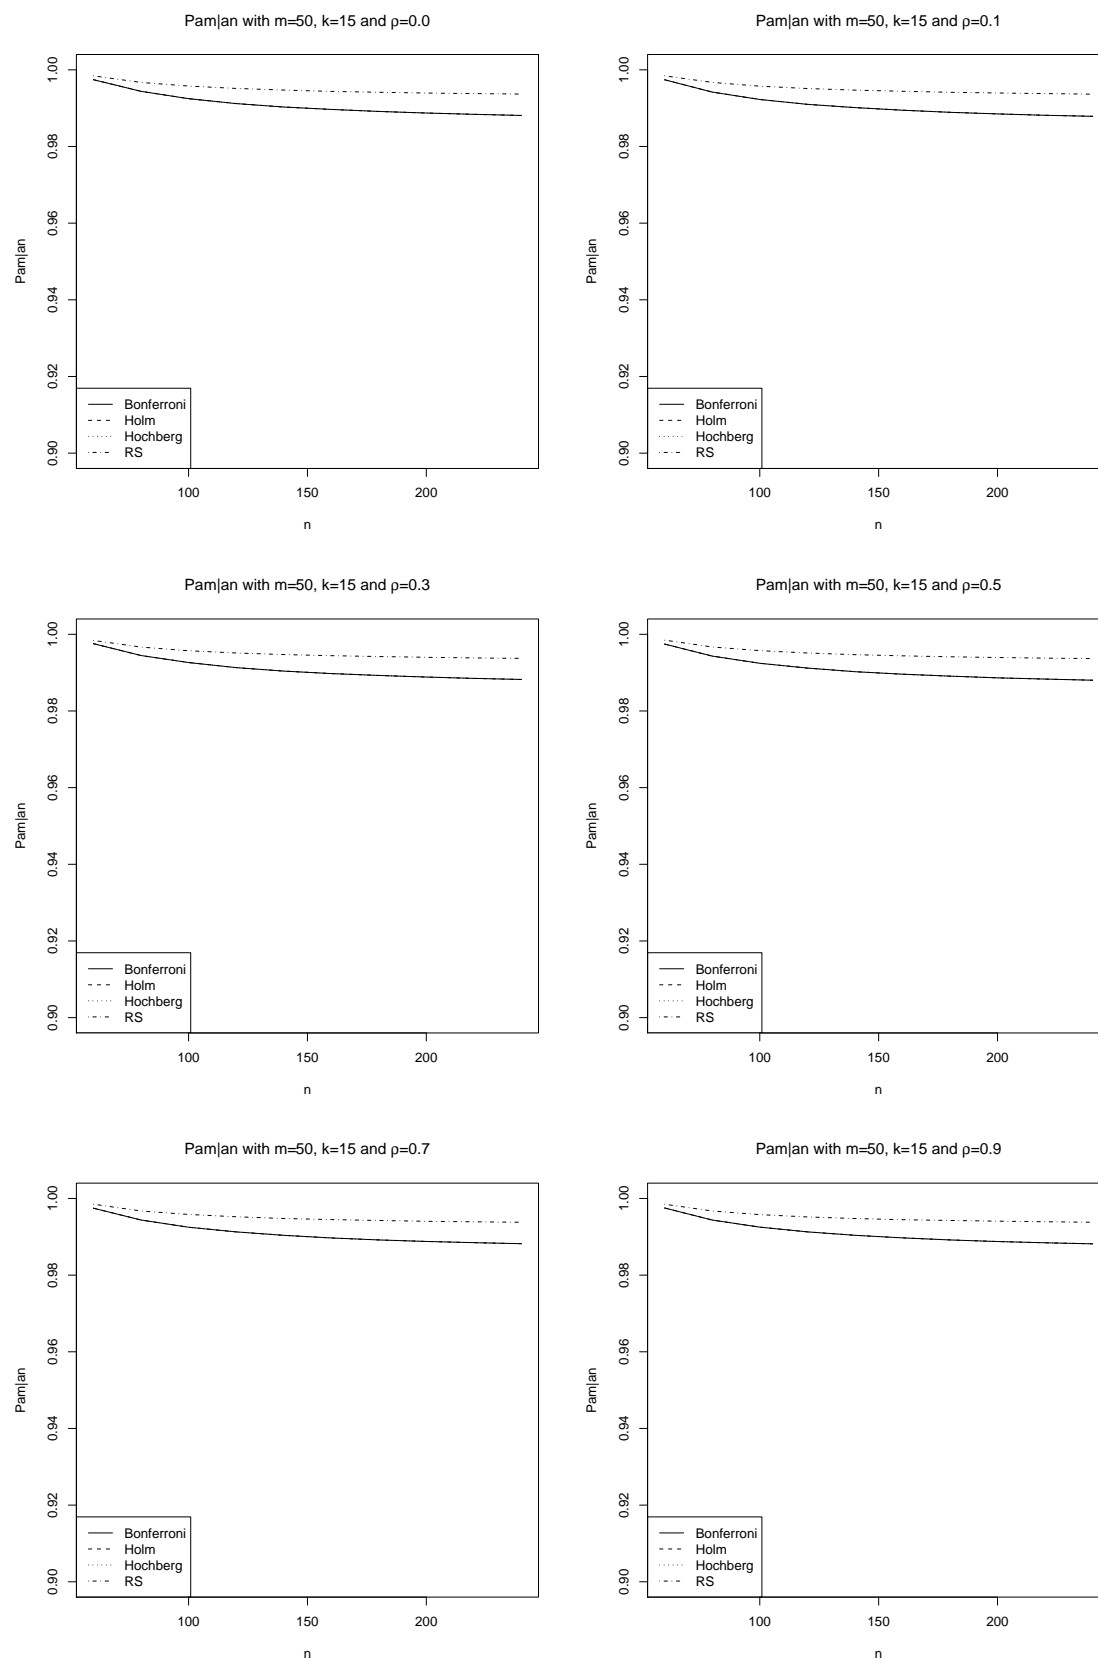 Pam|an with m=50, k=15 and ρ=0.0
Pam|an
1.00
0.98
0.96
0.94
0.92
0.90
Bonferroni
Holm
Hochberg
RS
100 150 200
n
Pam|an with m=50, k=15 and ρ=0.1
Pam|an
1.00
0.98
0.96
0.94
0.92
0.90
Bonferroni
Holm
Hochberg
RS
100 150 200
n
Pam|an with m=50, k=15 and ρ=0.3
Pam|an
1.00
0.98
0.96
0.94
0.92
0.90
Bonferroni
Holm
Hochberg
RS
100 150 200
n
Pam|an with m=50, k=15 and ρ=0.5
Pam|an
1.00
0.98
0.96
0.94
0.92
0.90
Bonferroni
Holm
Hochberg
RS
100 150 200
n
Pam|an with m=50, k=15 and ρ=0.7
Pam|an
1.00
0.98
0.96
0.94
0.92
0.90
Bonferroni
Holm
Hochberg
RS
100 150 200
n
Pam|an with m=50, k=15 and ρ=0.9
Pam|an
1.00
0.98
0.96
0.94
0.92
0.90
Bonferroni
Holm
Hochberg
RS
100 150 200
n